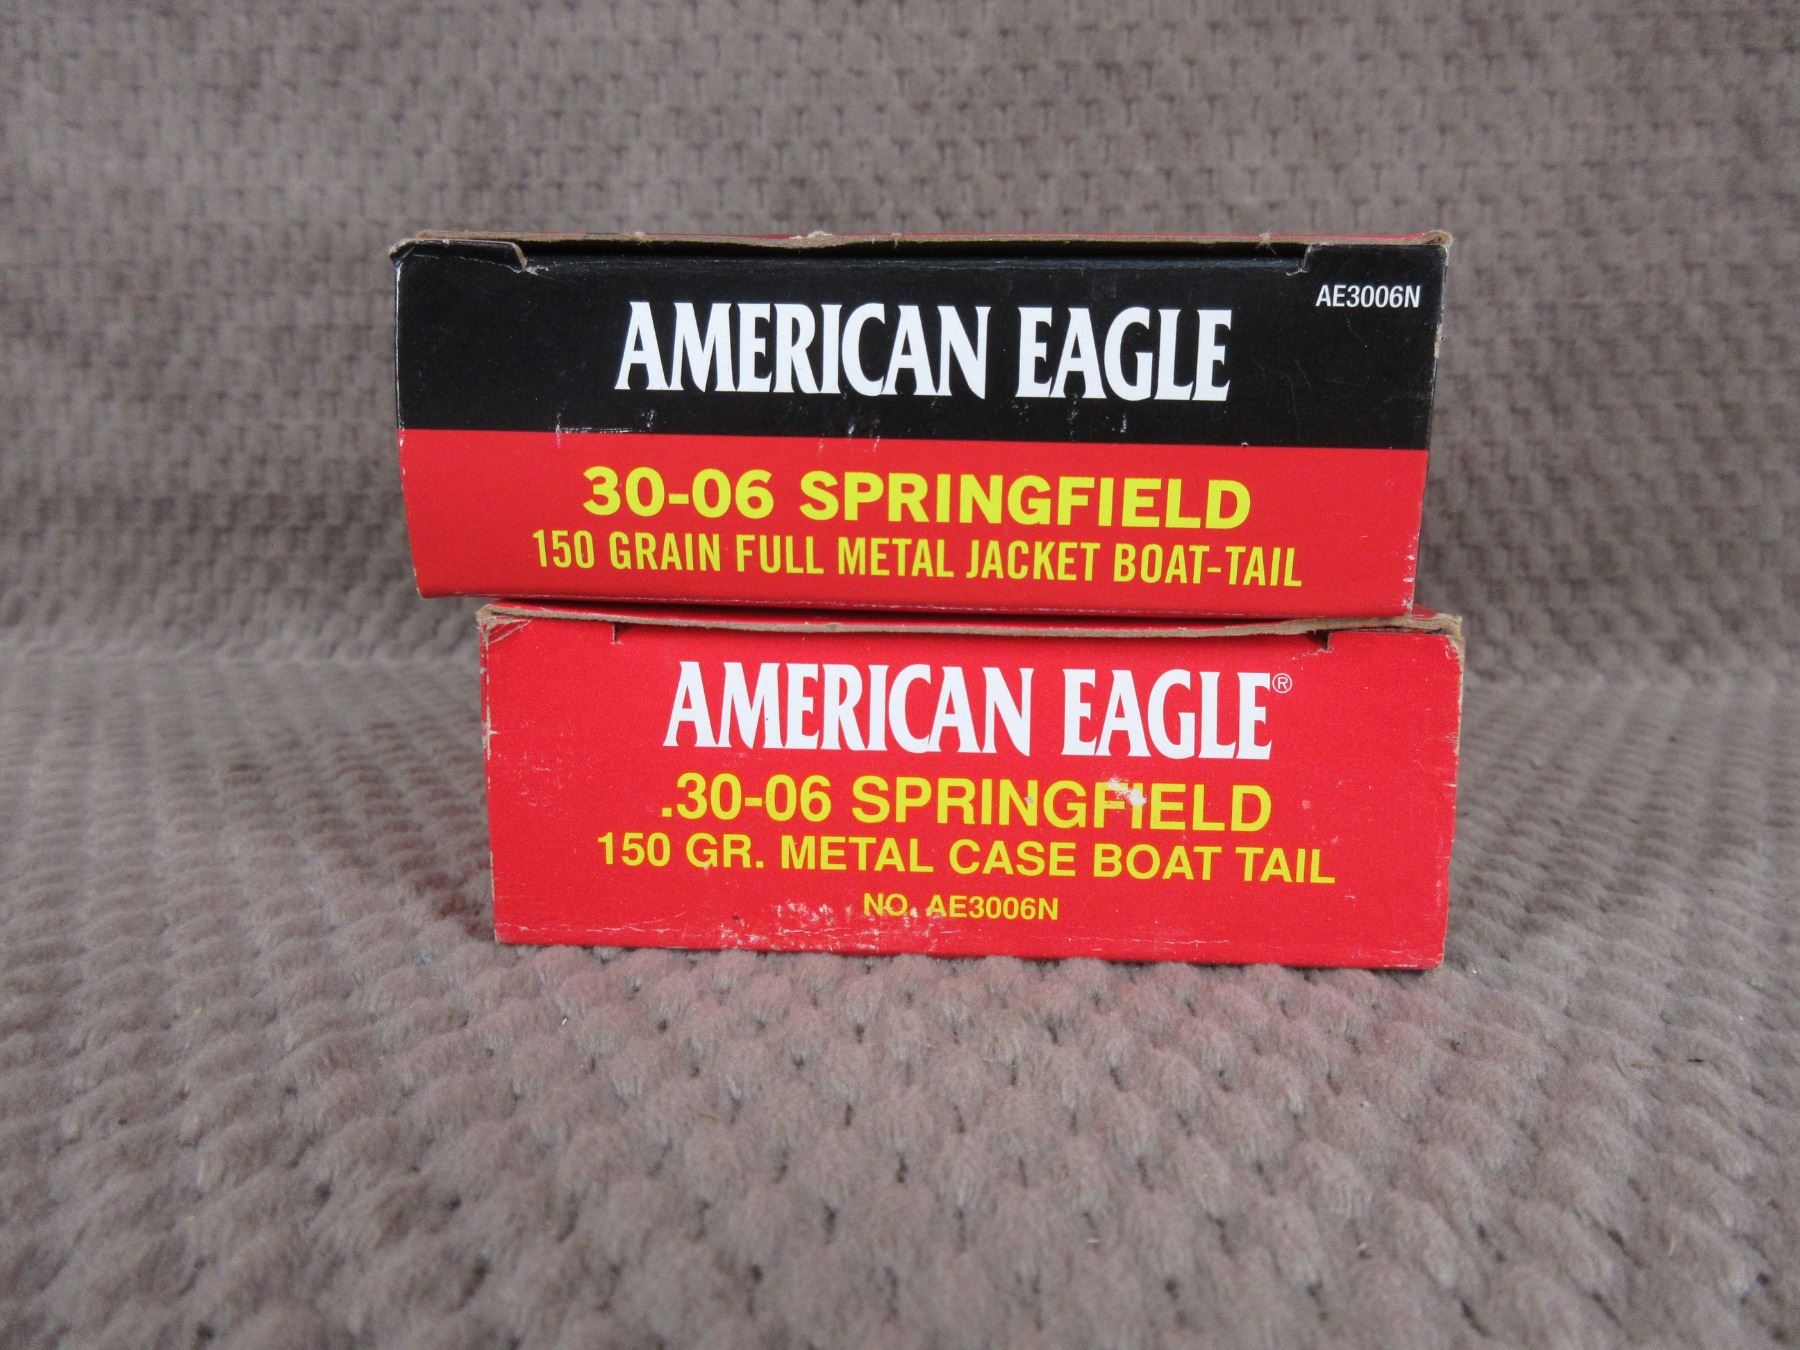 AE3006N
AMERICAN EAGLE
30-06 SPRINGFIELD
150 GRAIN FULL METAL JACKET BOAT-TAIL
AMERICAN EAGLE®
.30-06 SPRINGFIELD
150 GR. METAL CASE BOAT TAIL
NO. AE3006N